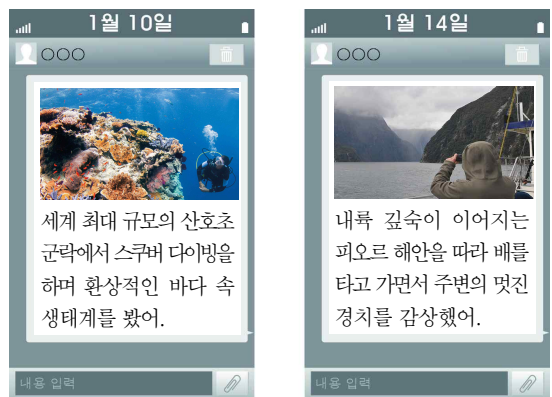 1월 10일
○○○
세계 최대 규모의 산호초
군락에서 스쿠버 다이빙을
하며 환상적인 바다 속
생태계를 봤어.
내용 입력
1월 14일
○○○
내륙 깊숙이 이어지는
피오르 해안을 따라 배를
타고 가면서 주변의 멋진
경치를 감상했어.
내용 입력